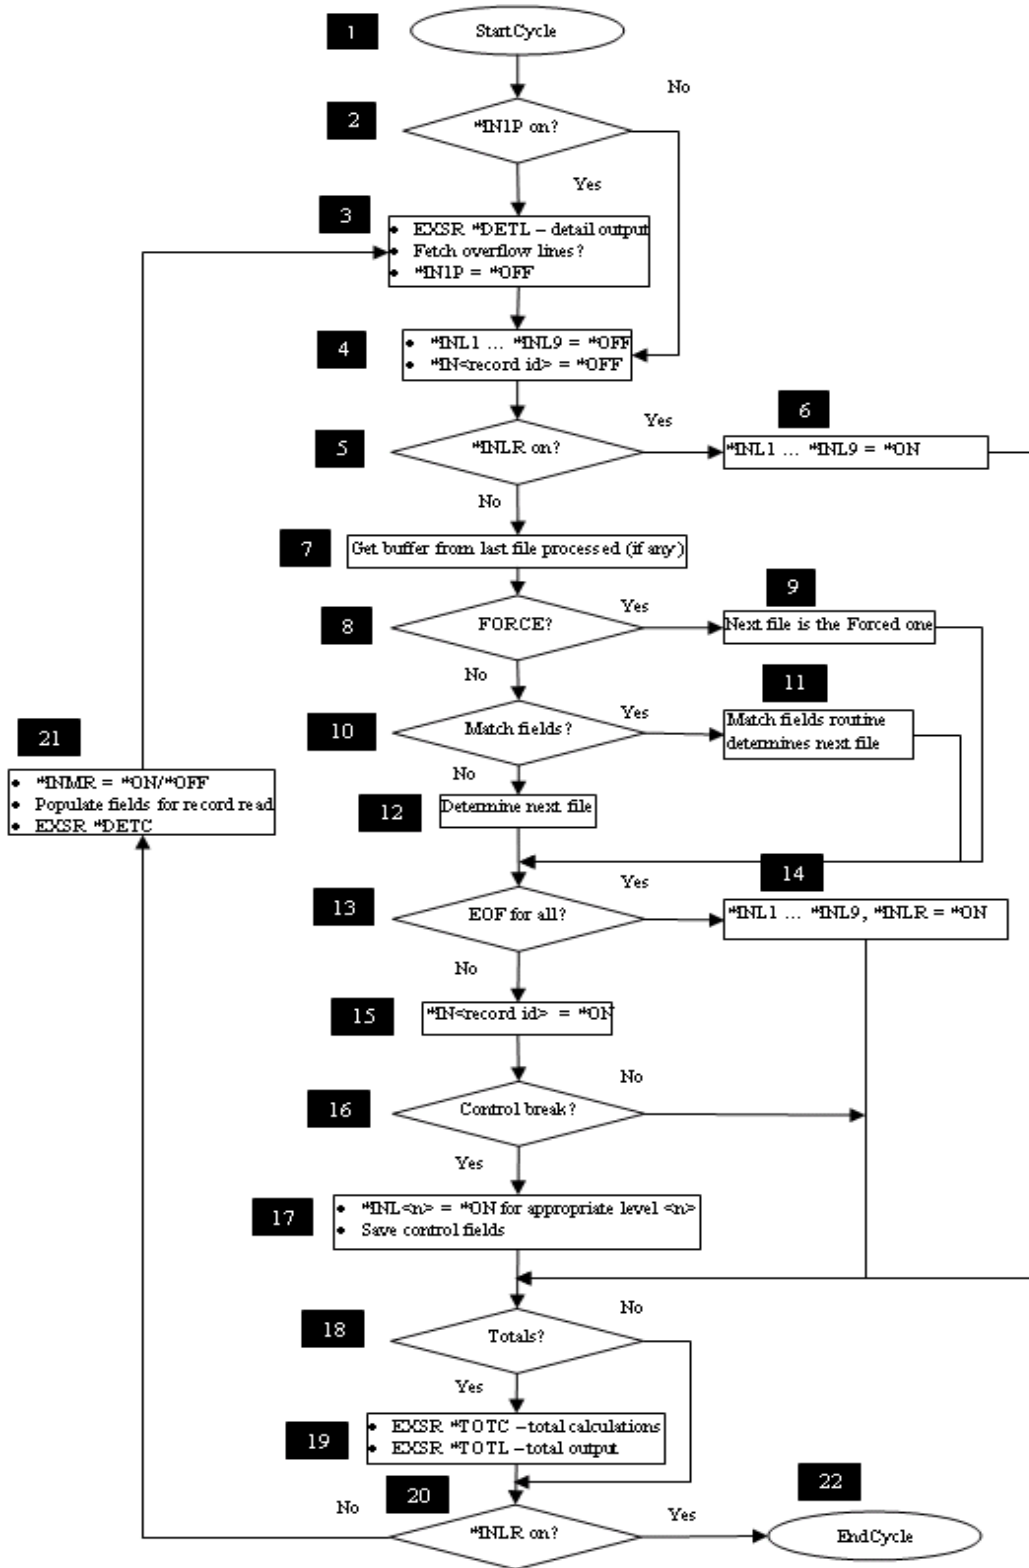 1
StartCycle
No
2
*IN1P on?
Yes
3
• EXSR *DETL – detail output
• Fetch overflow lines?
• *IN1P = *OFF
4
• *INL1 ... *INL9 = *OFF
• *IN<record id> = *OFF
5
*INLR on?
Yes
6
*INL1 ... *INL9 = *ON
No
7
Get buffer from last file processed (if any)
8
FORCE?
Yes
9
Next file is the Forced one
No
10
Match fields?
Yes
11
Match fields routine
determines next file
No
12
Determine next file
13
EOF for all?
Yes
14
*INL1 ... *INL9, *INLR = *ON
No
15
*IN<record id> = *ON
16
Control break?
No
Yes
17
• *INL<n> = *ON for appropriate level <n>
• Save control fields
18
Totals?
No
Yes
19
• EXSR *TOTC – total calculations
• EXSR *TOTL – total output
20
*INLR on?
No
Yes
21
• *INMR = *ON/*OFF
• Populate fields for record read
• EXSR *DETC
22
EndCycle